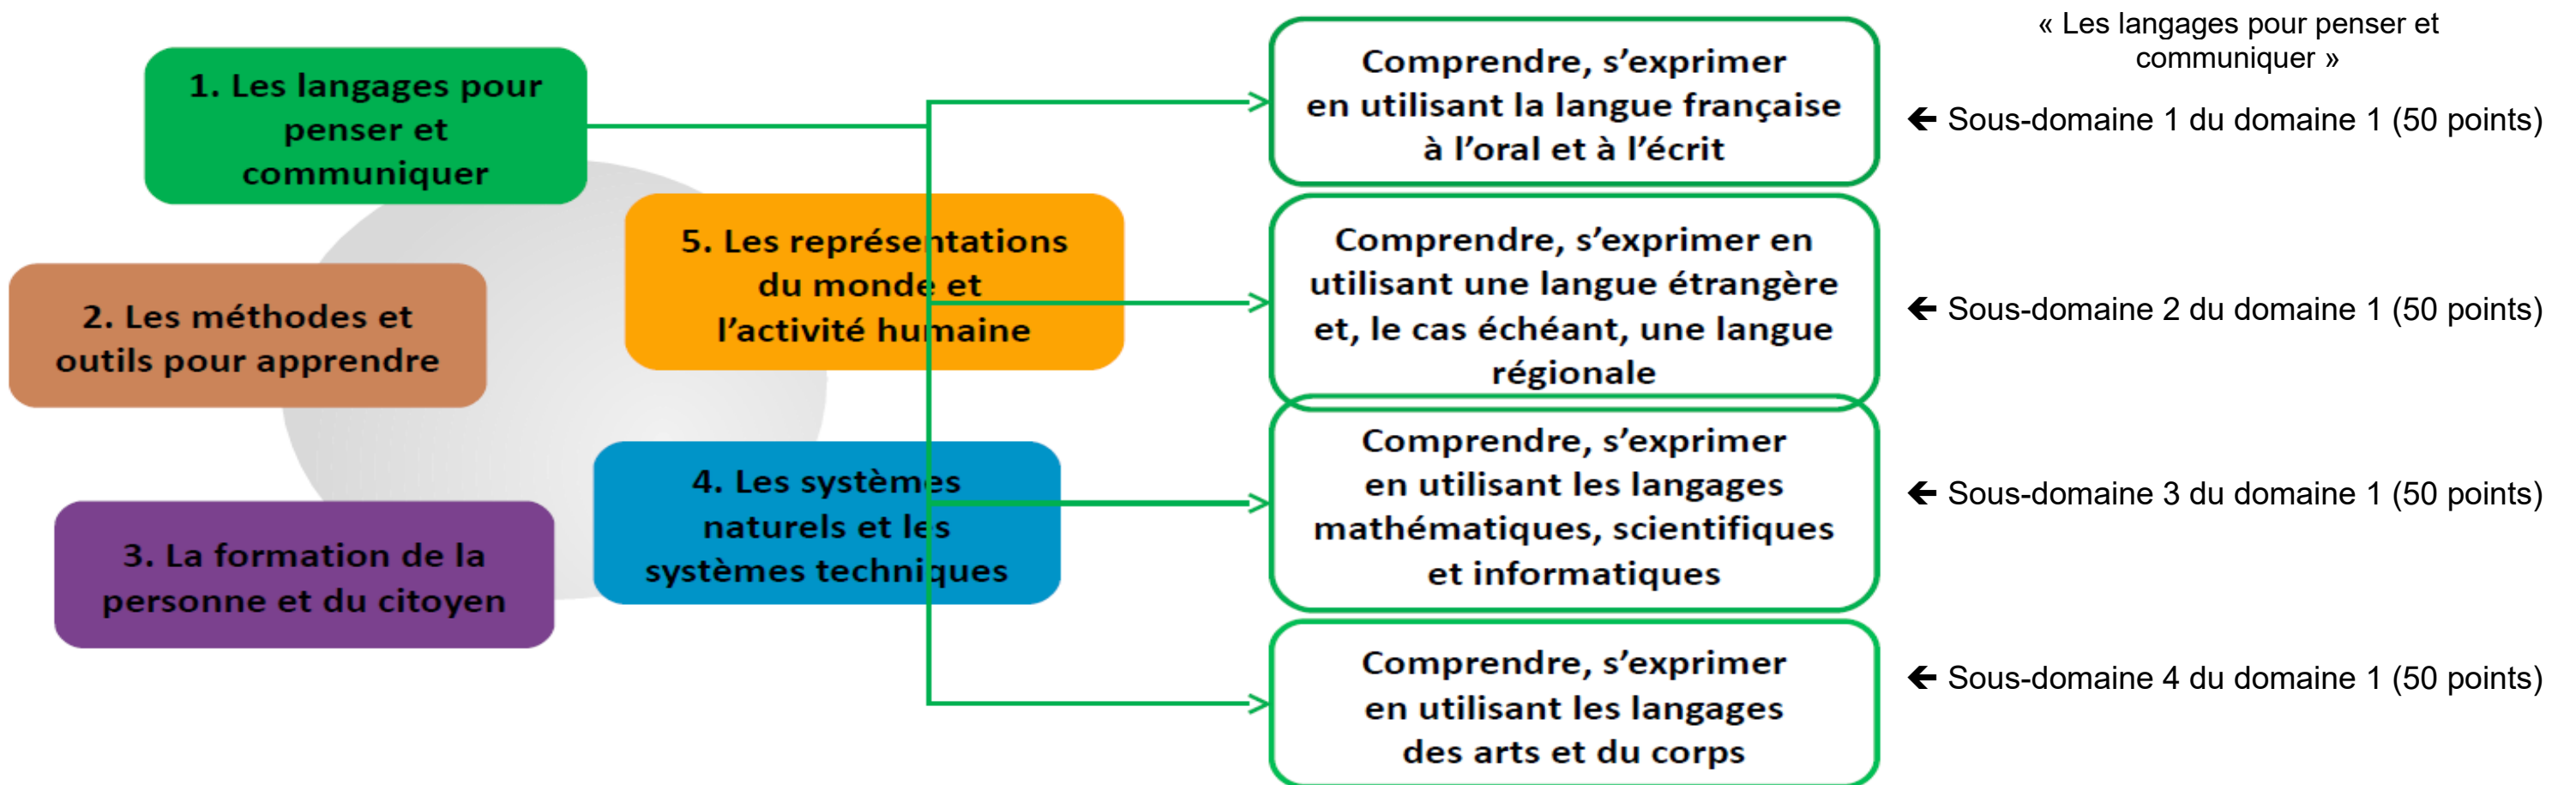 1. Les langages pour
penser et
communiquer
2. Les méthodes et
outils pour apprendre
3. La formation de la
personne et du citoyen
5. Les représentations
du monde et
l’activité humaine
4. Les systèmes
naturels et les
systèmes techniques
Comprendre, s’exprimer
en utilisant la langue française
à l’oral et à l’écrit
Comprendre, s’exprimer en
utilisant une langue étrangère
et, le cas échéant, une langue
régionale
Comprendre, s’exprimer
en utilisant les langages
mathématiques, scientifiques
et informatiques
Comprendre, s’exprimer
en utilisant les langages
des arts et du corps
« Les langages pour penser et
communiquer »
🡸 Sous-domaine 1 du domaine 1 (50 points)
🡸 Sous-domaine 2 du domaine 1 (50 points)
🡸 Sous-domaine 3 du domaine 1 (50 points)
🡸 Sous-domaine 4 du domaine 1 (50 points)